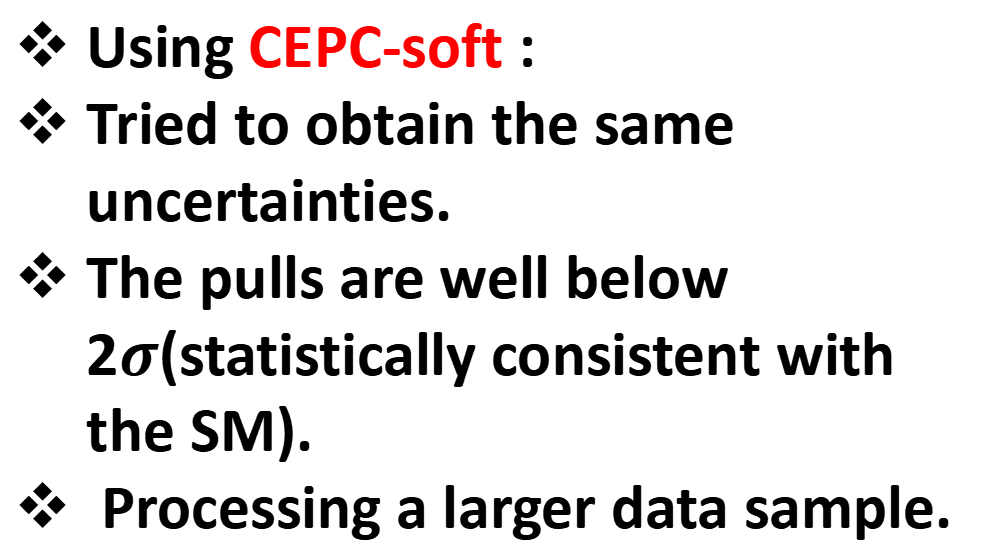 ❖ Using CEPC-soft :
❖ Tried to obtain the same
uncertainties.
❖ The pulls are well below
2𝝈(statistically consistent with
the SM).
❖ Processing a larger data sample.